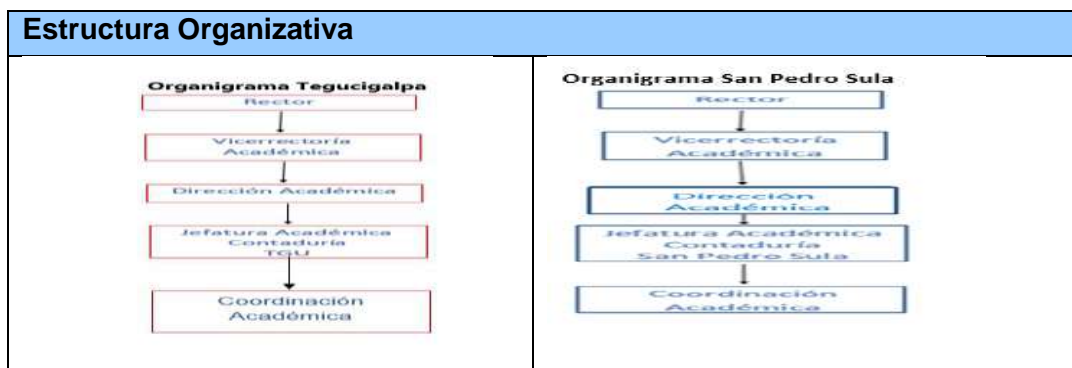 Estructura Organizativa
Organigrama Tegucigalpa
Rector
Vicerrectoría
Académica
Dirección Académica
Jefatura Académica
Contaduría
TGU
Coordinación
Académica
Organigrama San Pedro Sula
Rector
Vicerrectoría
Académica
Dirección
Académica
Jefatura Académica
Contaduría
San Pedro Sula
Coordinación
Académica